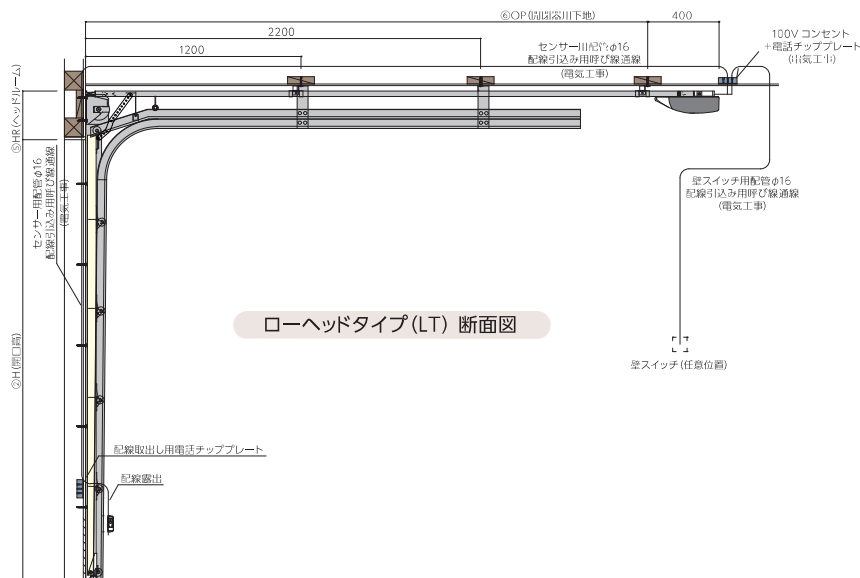 ⑥OP(開閉器用下地)
400
2200
1200
センサー用配管φ16
配線引込み用呼び線通線
(電気工事)
100Vコンセント
+電話チッププレート
(電気工事)
⑤HR(ヘッドルーム)
センサー用配管φ16
配線引込み用呼び線通線
(電気工事)
壁スイッチ用配管φ16
配線引込み用呼び線通線
(電気工事)
ローヘッドタイプ(LT) 断面図
②H(開口高)
壁スイッチ(任意位置)
配線取出し用電話チッププレート
配線露出